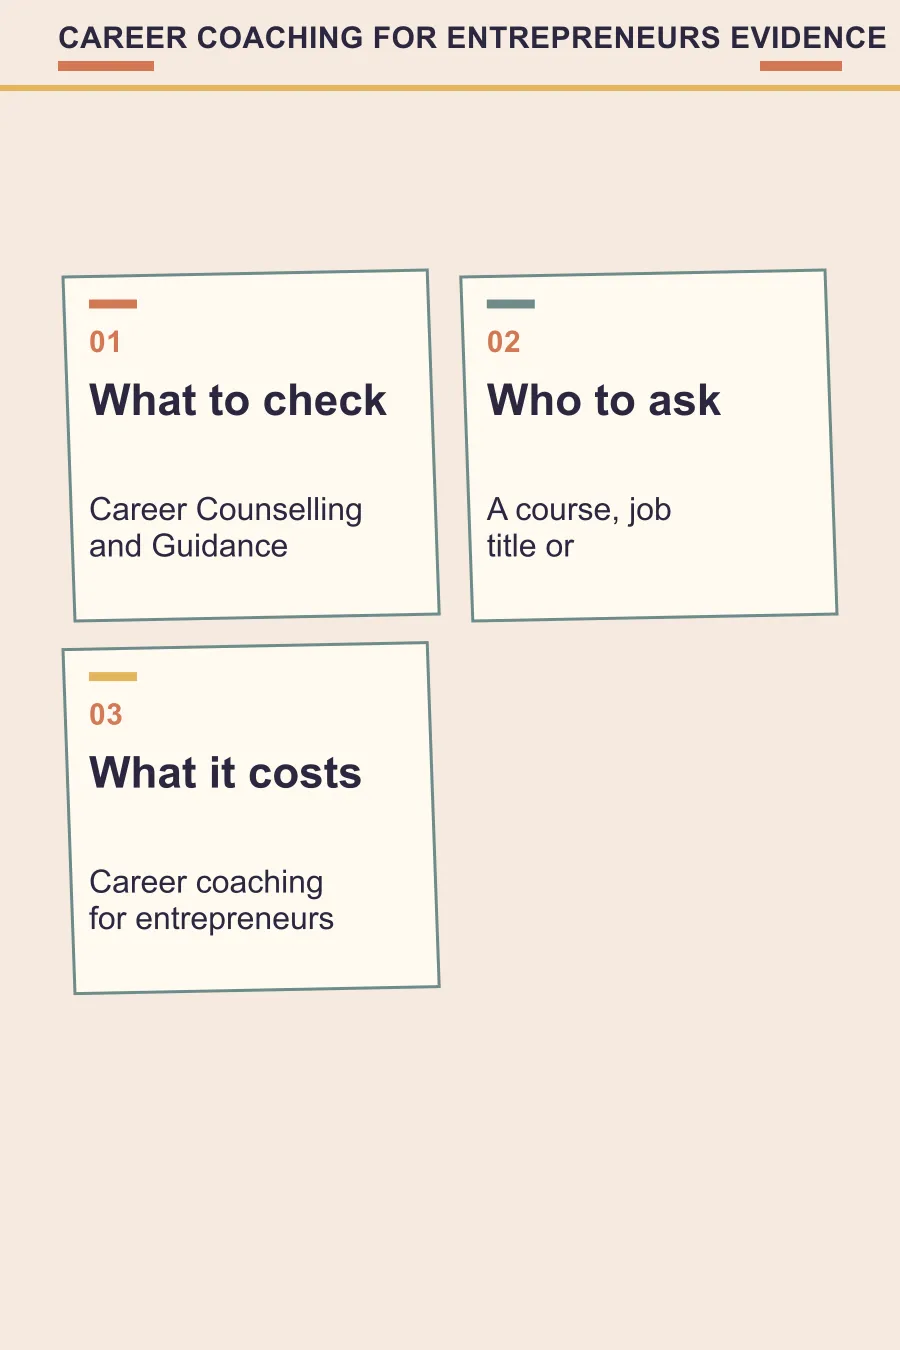 CAREER COACHING FOR ENTREPRENEURS EVIDENCE
01
What to check
Career Counselling
and Guidance
02
Who to ask
A course, job
title or
03
What it costs
Career coaching
for entrepreneurs